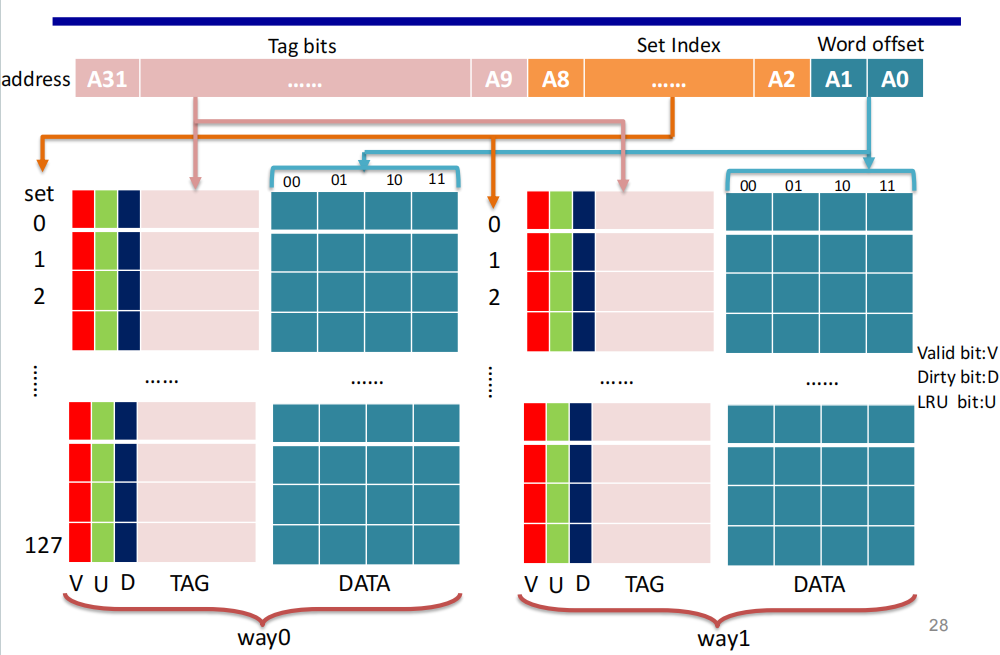 Tag bits Set Index Word offset
address A31 ...... A9 A8 ...... A2 A1 A0
set 00 01 10 11 00 01 10 11
0 0
1 1
2 2
...... ...... ...... ...... ...... ......
Valid bit:V
Dirty bit:D
LRU bit:U
127
V U D TAG DATA V U D TAG DATA
way0 way1
28